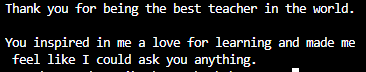 Thank you for being the best teacher in the world.
You inspired in me a love for learning and made me
feel like I could ask you anything.